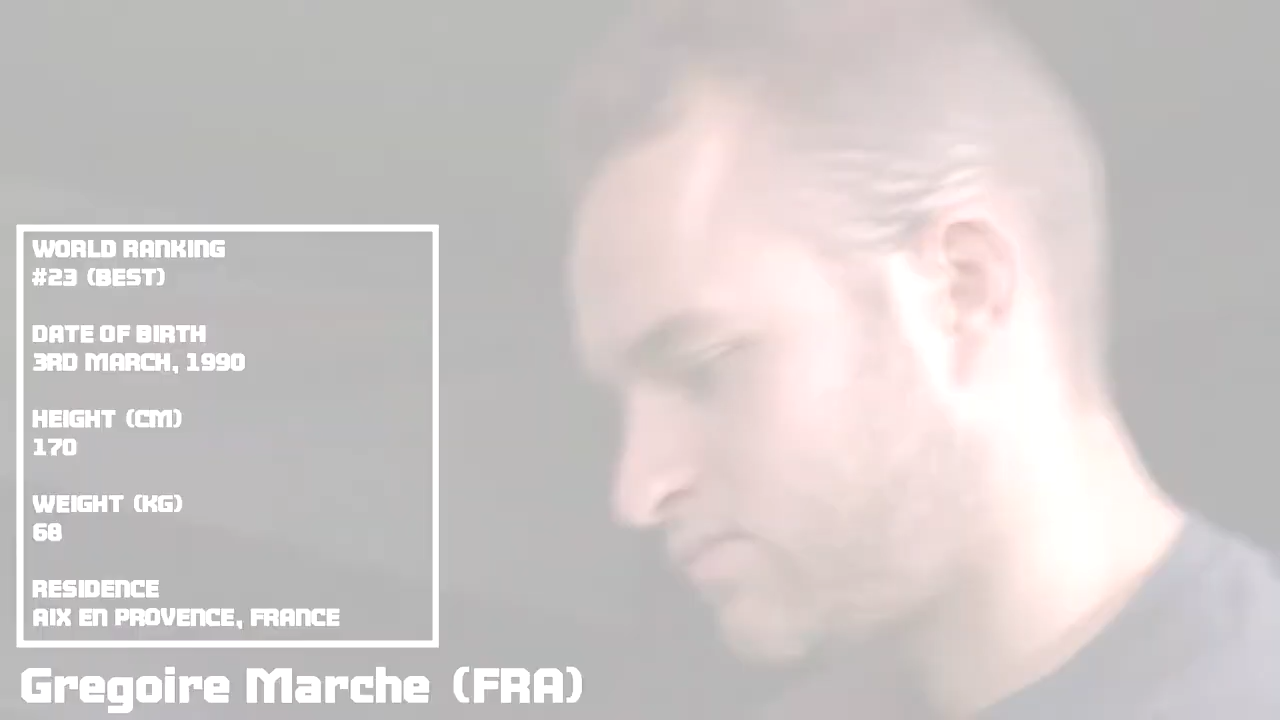 WORLD RANKING
#23 (BEST)
DATE OF BIRTH
3RD MARCH, 1990
HEIGHT (CM)
170
WEIGHT (KG)
68
RESIDENCE
AIX EN PROVENCE, FRANCE
Gregoire Marche (FRA)